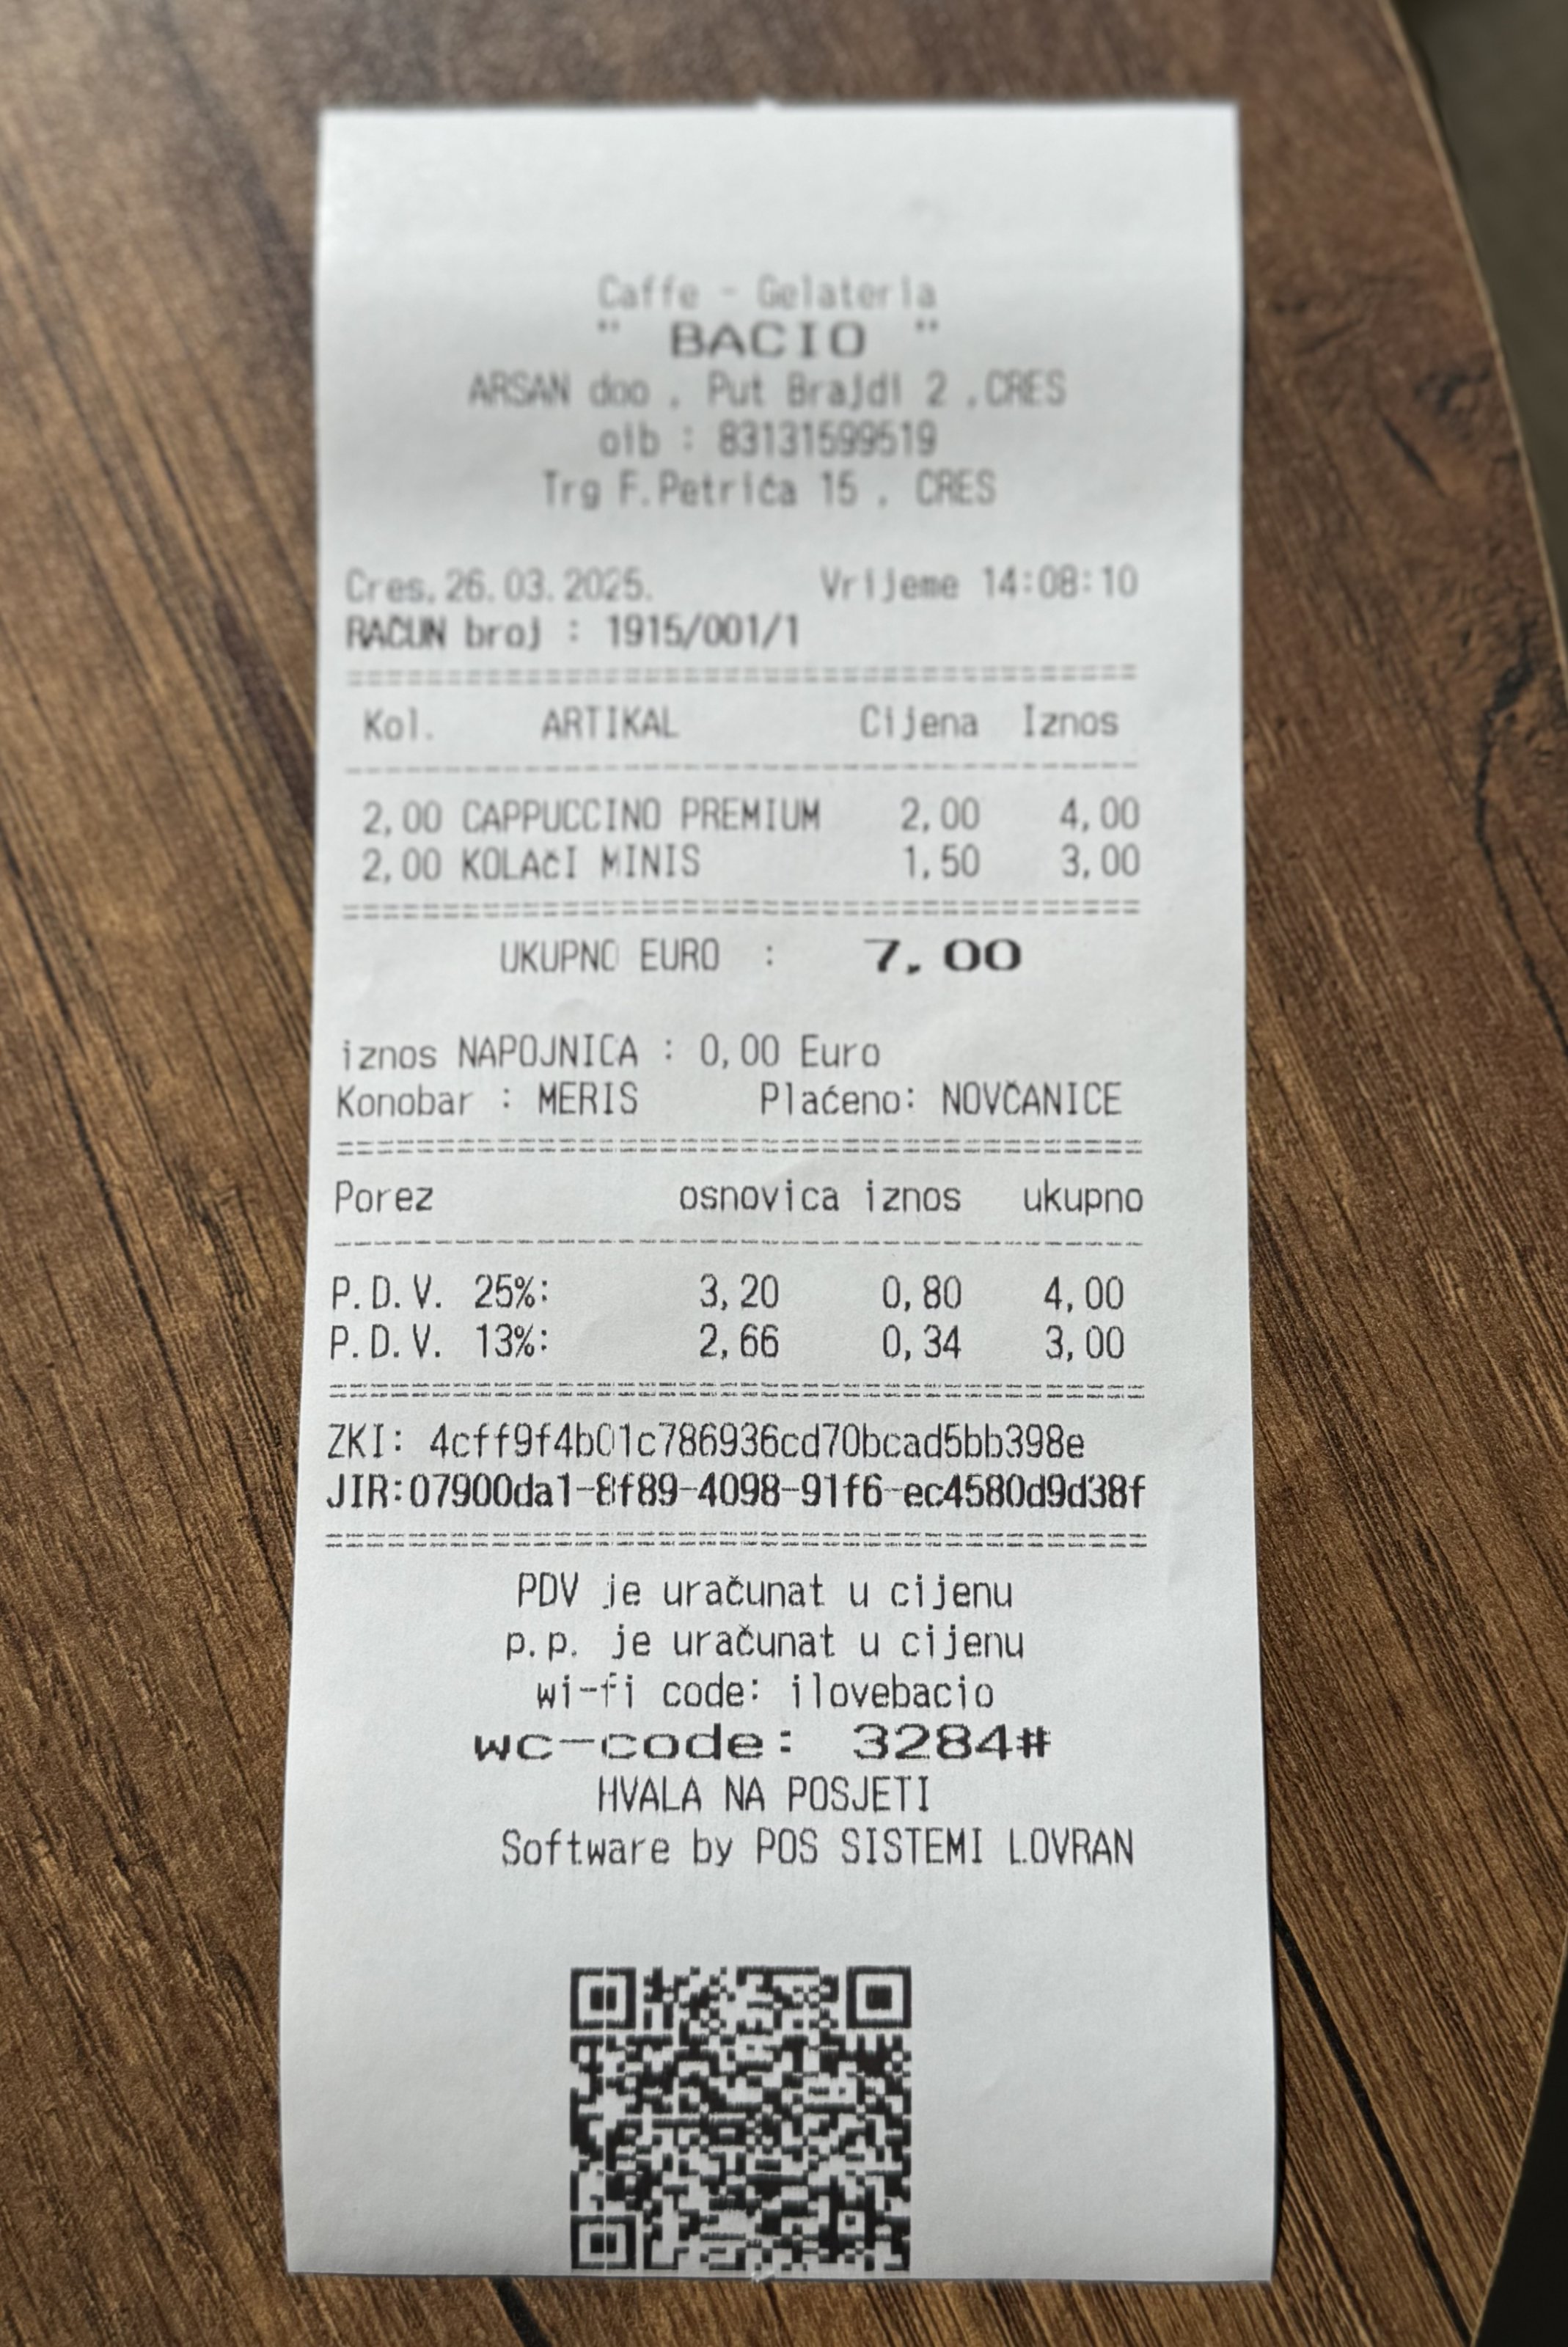 Caffe - Gelateria
" BACIO "
ARSAN doo , Put Brajdi 2 ,CRES
oib : 83131599519
Trg F.Petrića 15 , CRES
Cres,26.03.2025. Vrijeme 14:08:10
RAČUN broj : 1915/001/1
Kol. ARTIKAL Cijena Iznos
2,00 CAPPUCCINO PREMIUM 2,00 4,00
2,00 KOLAčI MINIS 1,50 3,00
UKUPNO EURO : 7,00
iznos NAPOJNICA : 0,00 Euro
Konobar : MERIS Plaćeno: NOVČANICE
Porez osnovica iznos ukupno
P.D.V. 25%: 3,20 0,80 4,00
P.D.V. 13%: 2,66 0,34 3,00
ZKI: 4cff9f4b01c786936cd70bcad5bb398e
JIR:07900da1-8f89-4098-91f6-ec4580d9d38f
PDV je uračunat u cijenu
p.p. je uračunat u cijenu
wi-fi code: ilovebacio
wc-code: 3284#
HVALA NA POSJETI
Software by POS SISTEMI LOVRAN